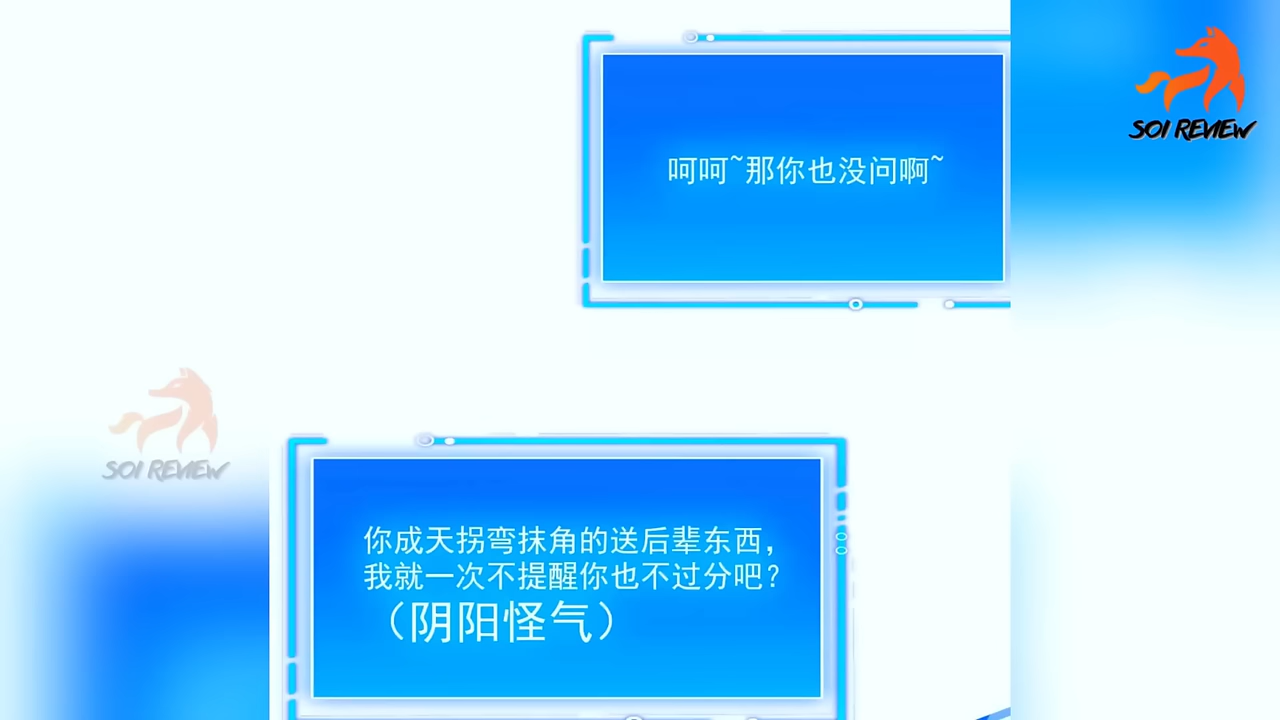 SOI REVIEW
呵呵~那你也没问啊~
SOI REVIEW
你成天拐弯抹角的送后辈东西，
我就一次不提醒你也不过分吧？
（阴阳怪气）